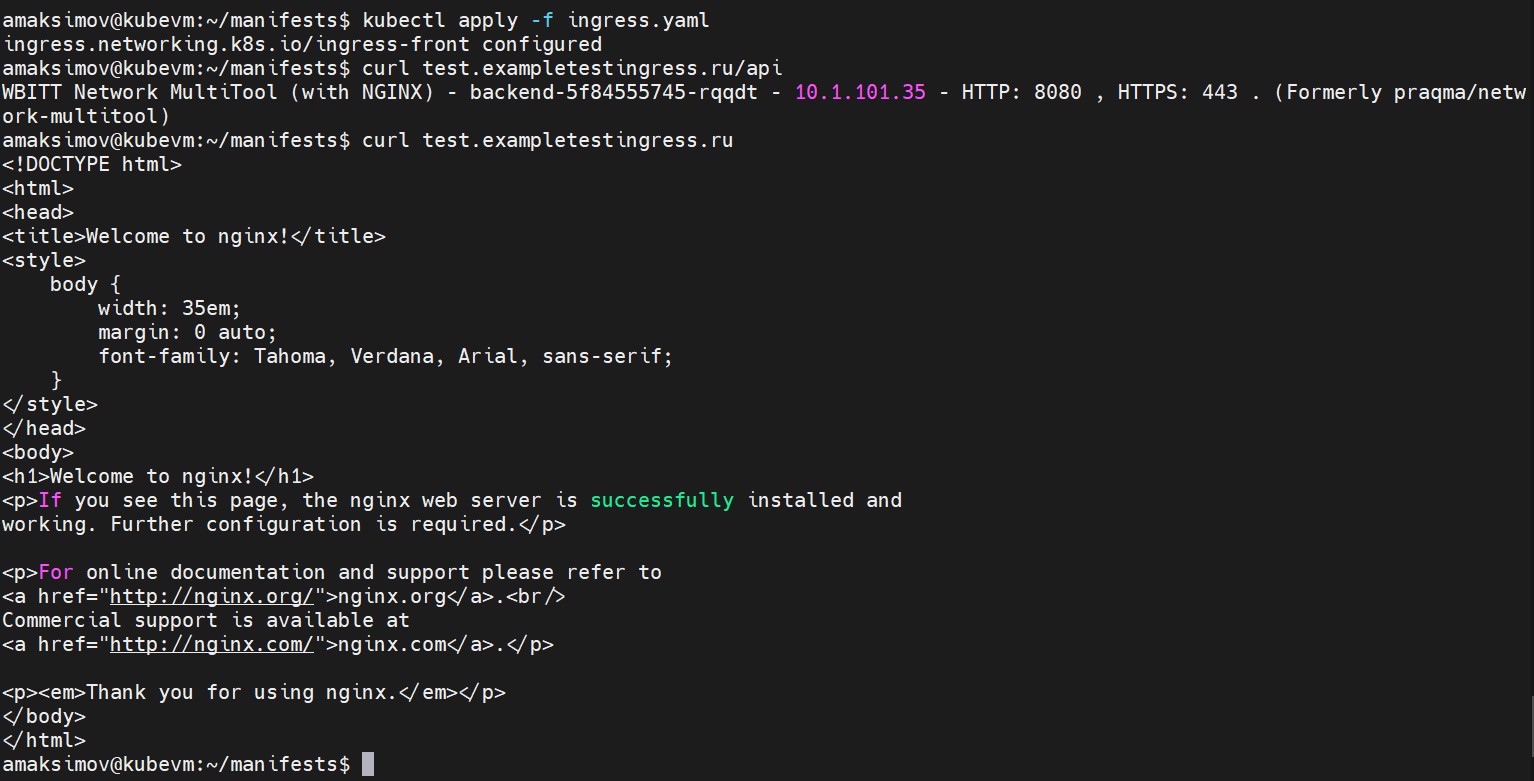 amaksimov@kubevm:~/manifests$ kubectl apply -f ingress.yaml
ingress.networking.k8s.io/ingress-front configured
amaksimov@kubevm:~/manifests$ curl test.exampletestingress.ru/api
WBITT Network MultiTool (with NGINX) - backend-5f84555745-rqqdt - 10.1.101.35 - HTTP: 8080 , HTTPS: 443 . (Formerly praqma/netw
ork-multitool)
amaksimov@kubevm:~/manifests$ curl test.exampletestingress.ru
<!DOCTYPE html>
<html>
<head>
<title>Welcome to nginx!</title>
<style>
    body {
        width: 35em;
        margin: 0 auto;
        font-family: Tahoma, Verdana, Arial, sans-serif;
    }
</style>
</head>
<body>
<h1>Welcome to nginx!</h1>
<p>If you see this page, the nginx web server is successfully installed and
working. Further configuration is required.</p>

<p>For online documentation and support please refer to
<a href="http://nginx.org/">nginx.org</a>.<br/>
Commercial support is available at
<a href="http://nginx.com/">nginx.com</a>.</p>

<p><em>Thank you for using nginx.</em></p>
</body>
</html>
amaksimov@kubevm:~/manifests$